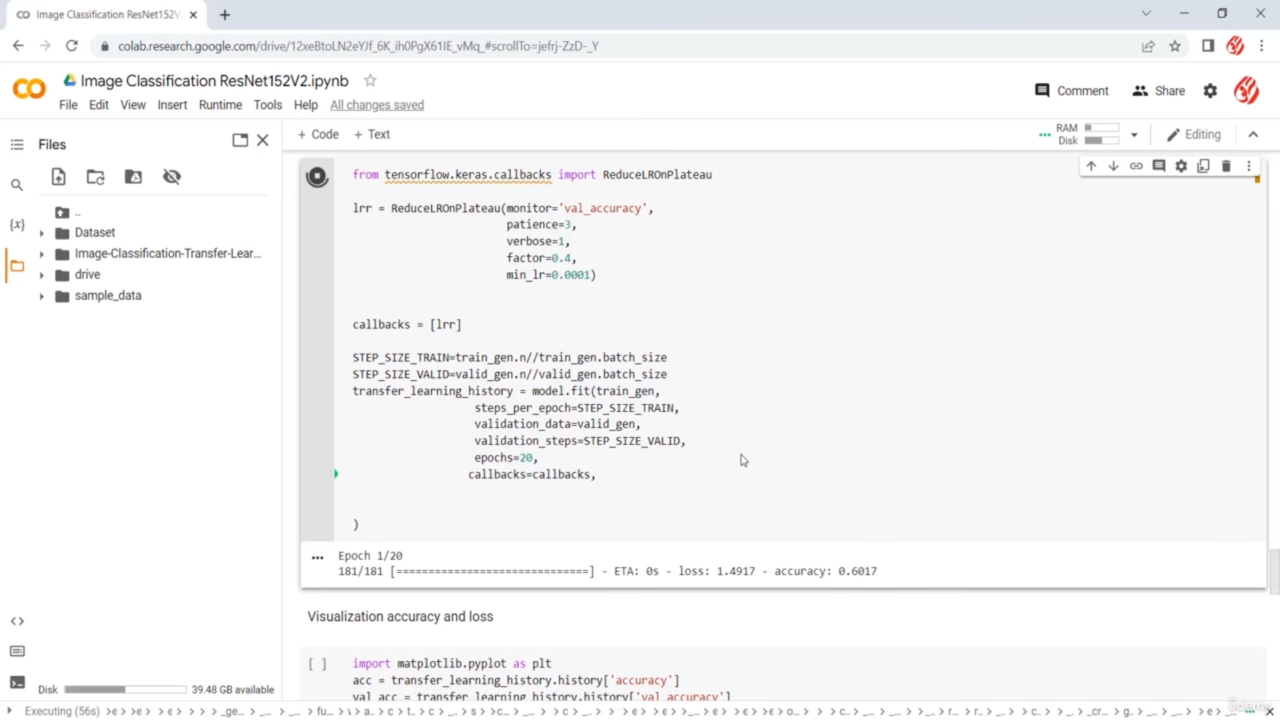 Image Classification ResNet152V2
colab.research.google.com/drive/12xeBtoLN2eYJf_6K_ih0PgX61IE_vMq_#scrollTo=jefrj-ZzD-_Y
Image Classification ResNet152V2.ipynb
File Edit View Insert Runtime Tools Help All changes saved
Comment Share
Files
+ Code + Text
RAM
Disk
Editing
..
Dataset
Image-Classification-Transfer-Lear...
drive
sample_data
from tensorflow.keras.callbacks import ReduceLROnPlateau
lrr = ReduceLROnPlateau(monitor='val_accuracy',
patience=3,
verbose=1,
factor=0.4,
min_lr=0.0001)
callbacks = [lrr]
STEP_SIZE_TRAIN=train_gen.n//train_gen.batch_size
STEP_SIZE_VALID=valid_gen.n//valid_gen.batch_size
transfer_learning_history = model.fit(train_gen,
steps_per_epoch=STEP_SIZE_TRAIN,
validation_data=valid_gen,
validation_steps=STEP_SIZE_VALID,
epochs=20,
callbacks=callbacks,
)
Epoch 1/20
181/181 [==============================] - ETA: 0s - loss: 1.4917 - accuracy: 0.6017
Visualization accuracy and loss
[ ] import matplotlib.pyplot as plt
acc = transfer_learning_history.history['accuracy']
val_acc = transfer_learning_history.history['val_accuracy']
Disk 39.48 GB available
Executing (56s)